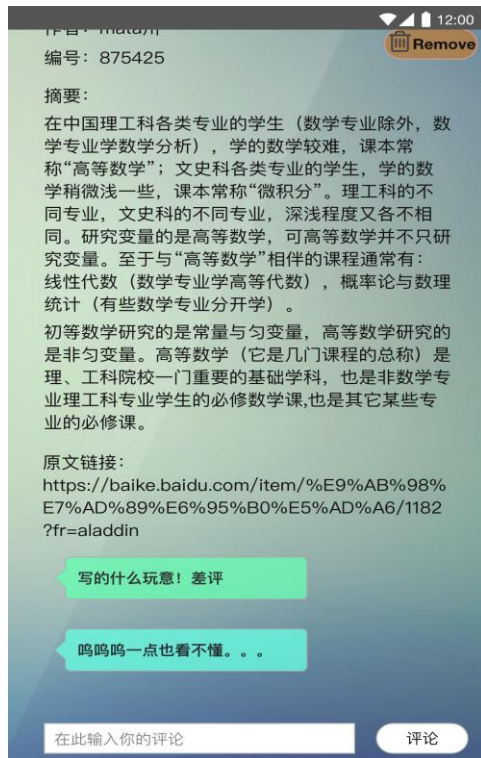 12:00
Remove
编号：875425
摘要：
在中国理工科各类专业的学生（数学专业除外，数
学专业学数学分析），学的数学较难，课本常
称“高等数学”；文史科各类专业的学生，学的数
学稍微浅一些，课本常称“微积分”。理工科的不
同专业，文史科的不同专业，深浅程度又各不相
同。研究变量的是高等数学，可高等数学并不只研
究变量。至于与“高等数学”相伴的课程通常有：
线性代数（数学专业学高等代数），概率论与数理
统计（有些数学专业分开学）。
初等数学研究的是常量与匀变量，高等数学研究的
是非匀变量。高等数学（它是几门课程的总称）是
理、工科院校一门重要的基础学科，也是非数学专
业理工科专业学生的必修数学课,也是其它某些专
业的必修课。
原文链接：
https://baike.baidu.com/item/%E9%AB%98%
E7%AD%89%E6%95%B0%E5%AD%A6/1182
?fr=aladdin
写的什么玩意！差评
呜呜呜一点也看不懂。。。
在此输入你的评论
评论